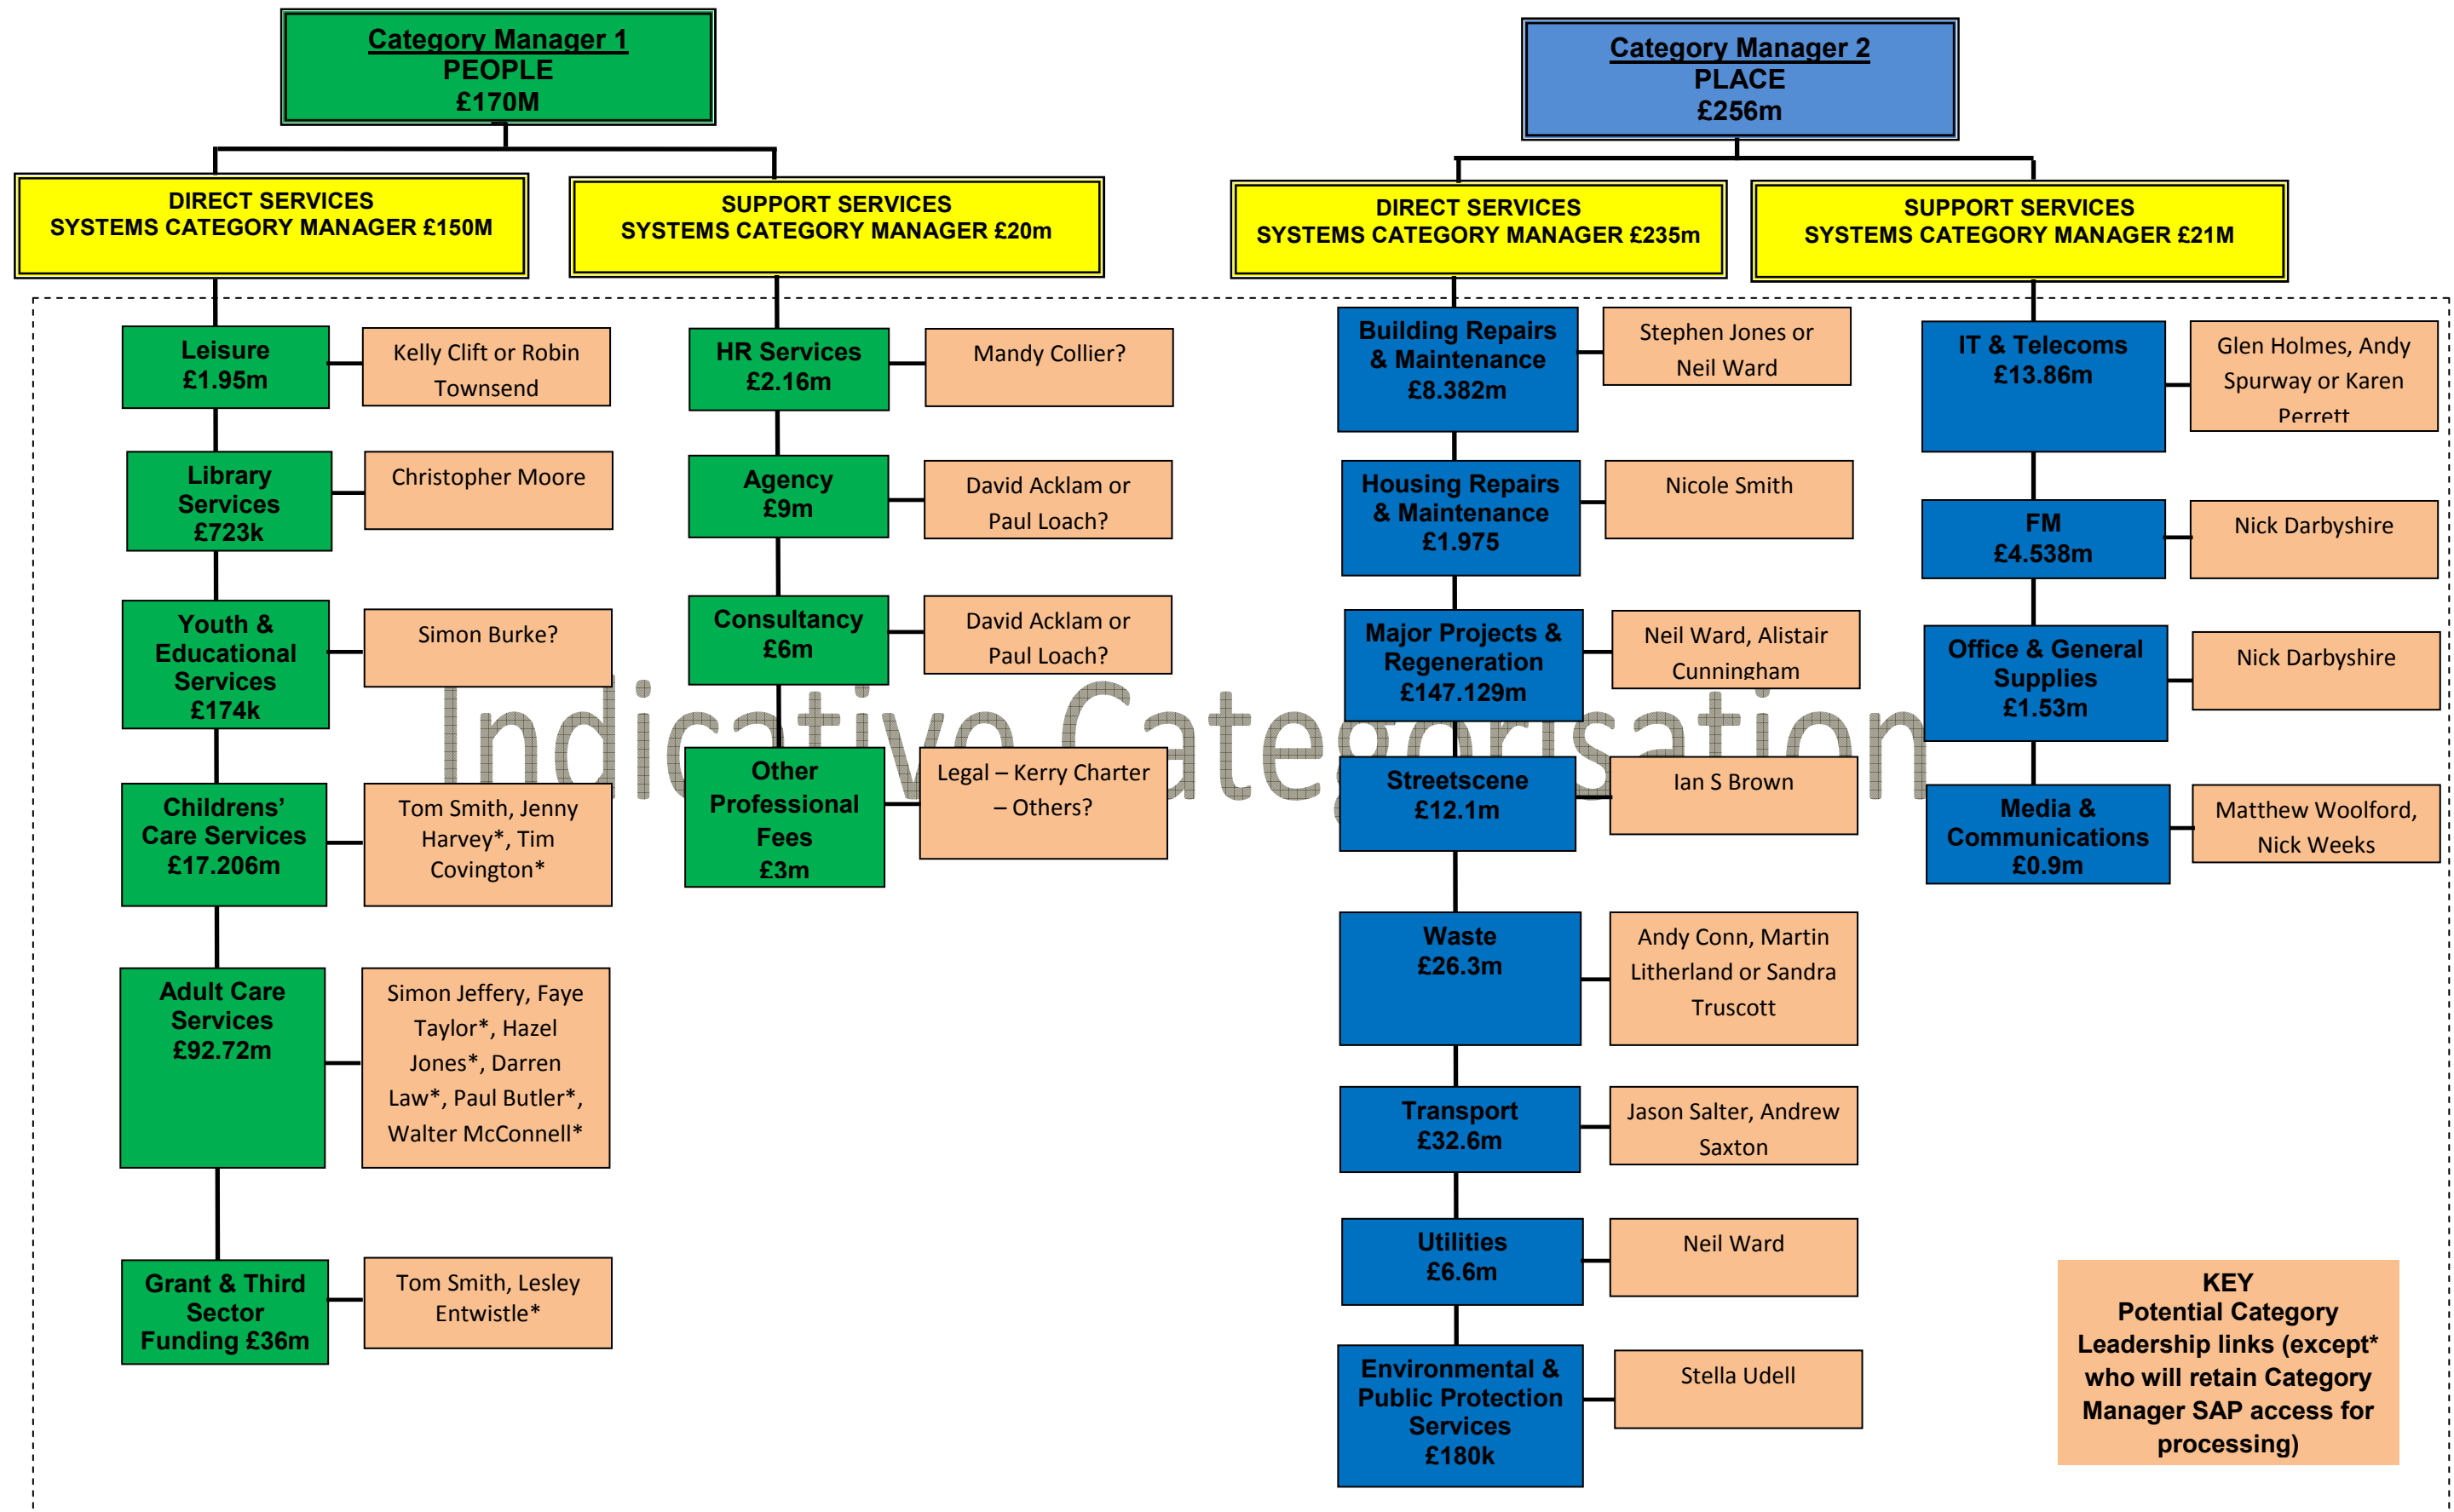 Category Manager 1
PEOPLE
£170M
Category Manager 2
PLACE
£256m
DIRECT SERVICES
SYSTEMS CATEGORY MANAGER £150M
SUPPORT SERVICES
SYSTEMS CATEGORY MANAGER £20m
DIRECT SERVICES
SYSTEMS CATEGORY MANAGER £235m
SUPPORT SERVICES
SYSTEMS CATEGORY MANAGER £21M
Leisure
£1.95m
Kelly Clift or Robin
Townsend
Library
Services
£723k
Christopher Moore
Youth &
Educational
Services
£174k
Simon Burke?
Childrens’
Care Services
£17.206m
Tom Smith, Jenny
Harvey*, Tim
Covington*
Adult Care
Services
£92.72m
Simon Jeffery, Faye
Taylor*, Hazel
Jones*, Darren
Law*, Paul Butler*,
Walter McConnell*
Grant & Third
Sector
Funding £36m
Tom Smith, Lesley
Entwistle*
HR Services
£2.16m
Mandy Collier?
Agency
£9m
David Acklam or
Paul Loach?
Consultancy
£6m
David Acklam or
Paul Loach?
Other
Professional
Fees
£3m
Legal – Kerry Charter
– Others?
Indicative Categorisation
Building Repairs
& Maintenance
£8.382m
Stephen Jones or
Neil Ward
Housing Repairs
& Maintenance
£1.975
Nicole Smith
Major Projects &
Regeneration
£147.129m
Neil Ward, Alistair
Cunningham
Streetscene
£12.1m
Ian S Brown
Waste
£26.3m
Andy Conn, Martin
Litherland or Sandra
Truscott
Transport
£32.6m
Jason Salter, Andrew
Saxton
Utilities
£6.6m
Neil Ward
Environmental &
Public Protection
Services
£180k
Stella Udell
IT & Telecoms
£13.86m
Glen Holmes, Andy
Spurway or Karen
Perrett
FM
£4.538m
Nick Darbyshire
Office & General
Supplies
£1.53m
Nick Darbyshire
Media &
Communications
£0.9m
Matthew Woolford,
Nick Weeks
KEY
Potential Category
Leadership links (except*
who will retain Category
Manager SAP access for
processing)